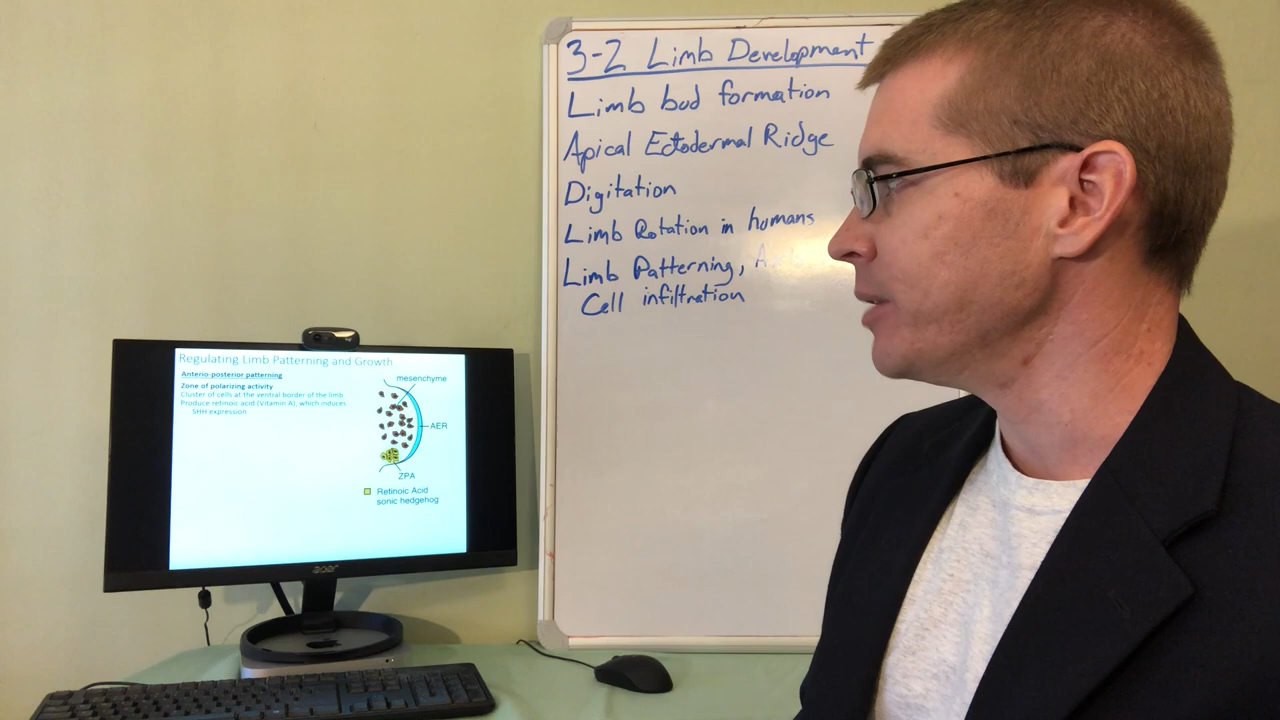 3-2 Limb Development
Limb bud formation
Apical Ectodermal Ridge
Digitation
Limb Rotation in humans
Limb Patterning,
Cell infiltration
Regulating Limb Patterning and Growth
Anterio-posterior patterning
Zone of polarizing activity
Cluster of cells at the ventral border of the limb
Produce retinoic acid (Vitamin A), which induces
SHH expression
mesenchyme
AER
ZPA
Retinoic Acid
sonic hedgehog
acer